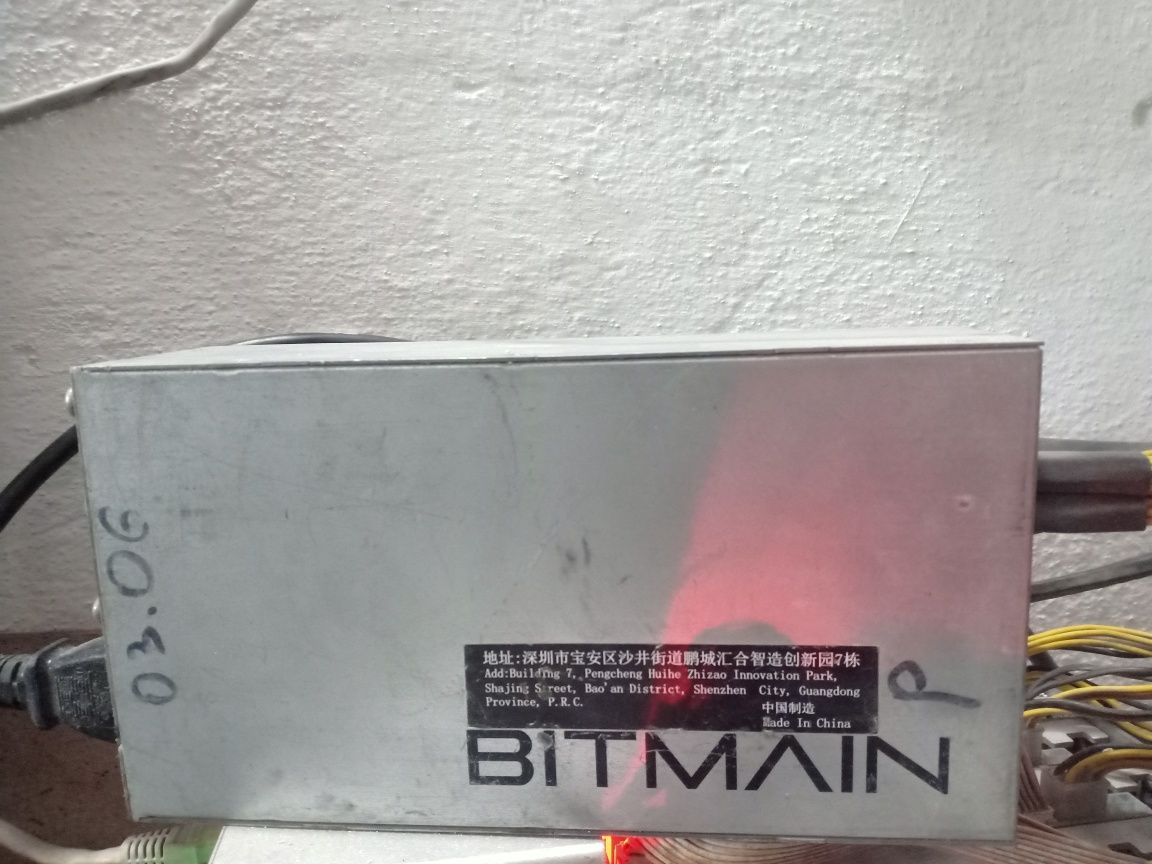 03.06
地址:深圳市宝安区沙井街道鹏城汇合智造创新园7栋
Add:Building 7, Pengcheng Huihe Zhizao Innovation Park,
Shajing Street, Bao'an District, Shenzhen City, Guangdong
Province, P.R.C.
中国制造
Made In China
P
BITMAIN